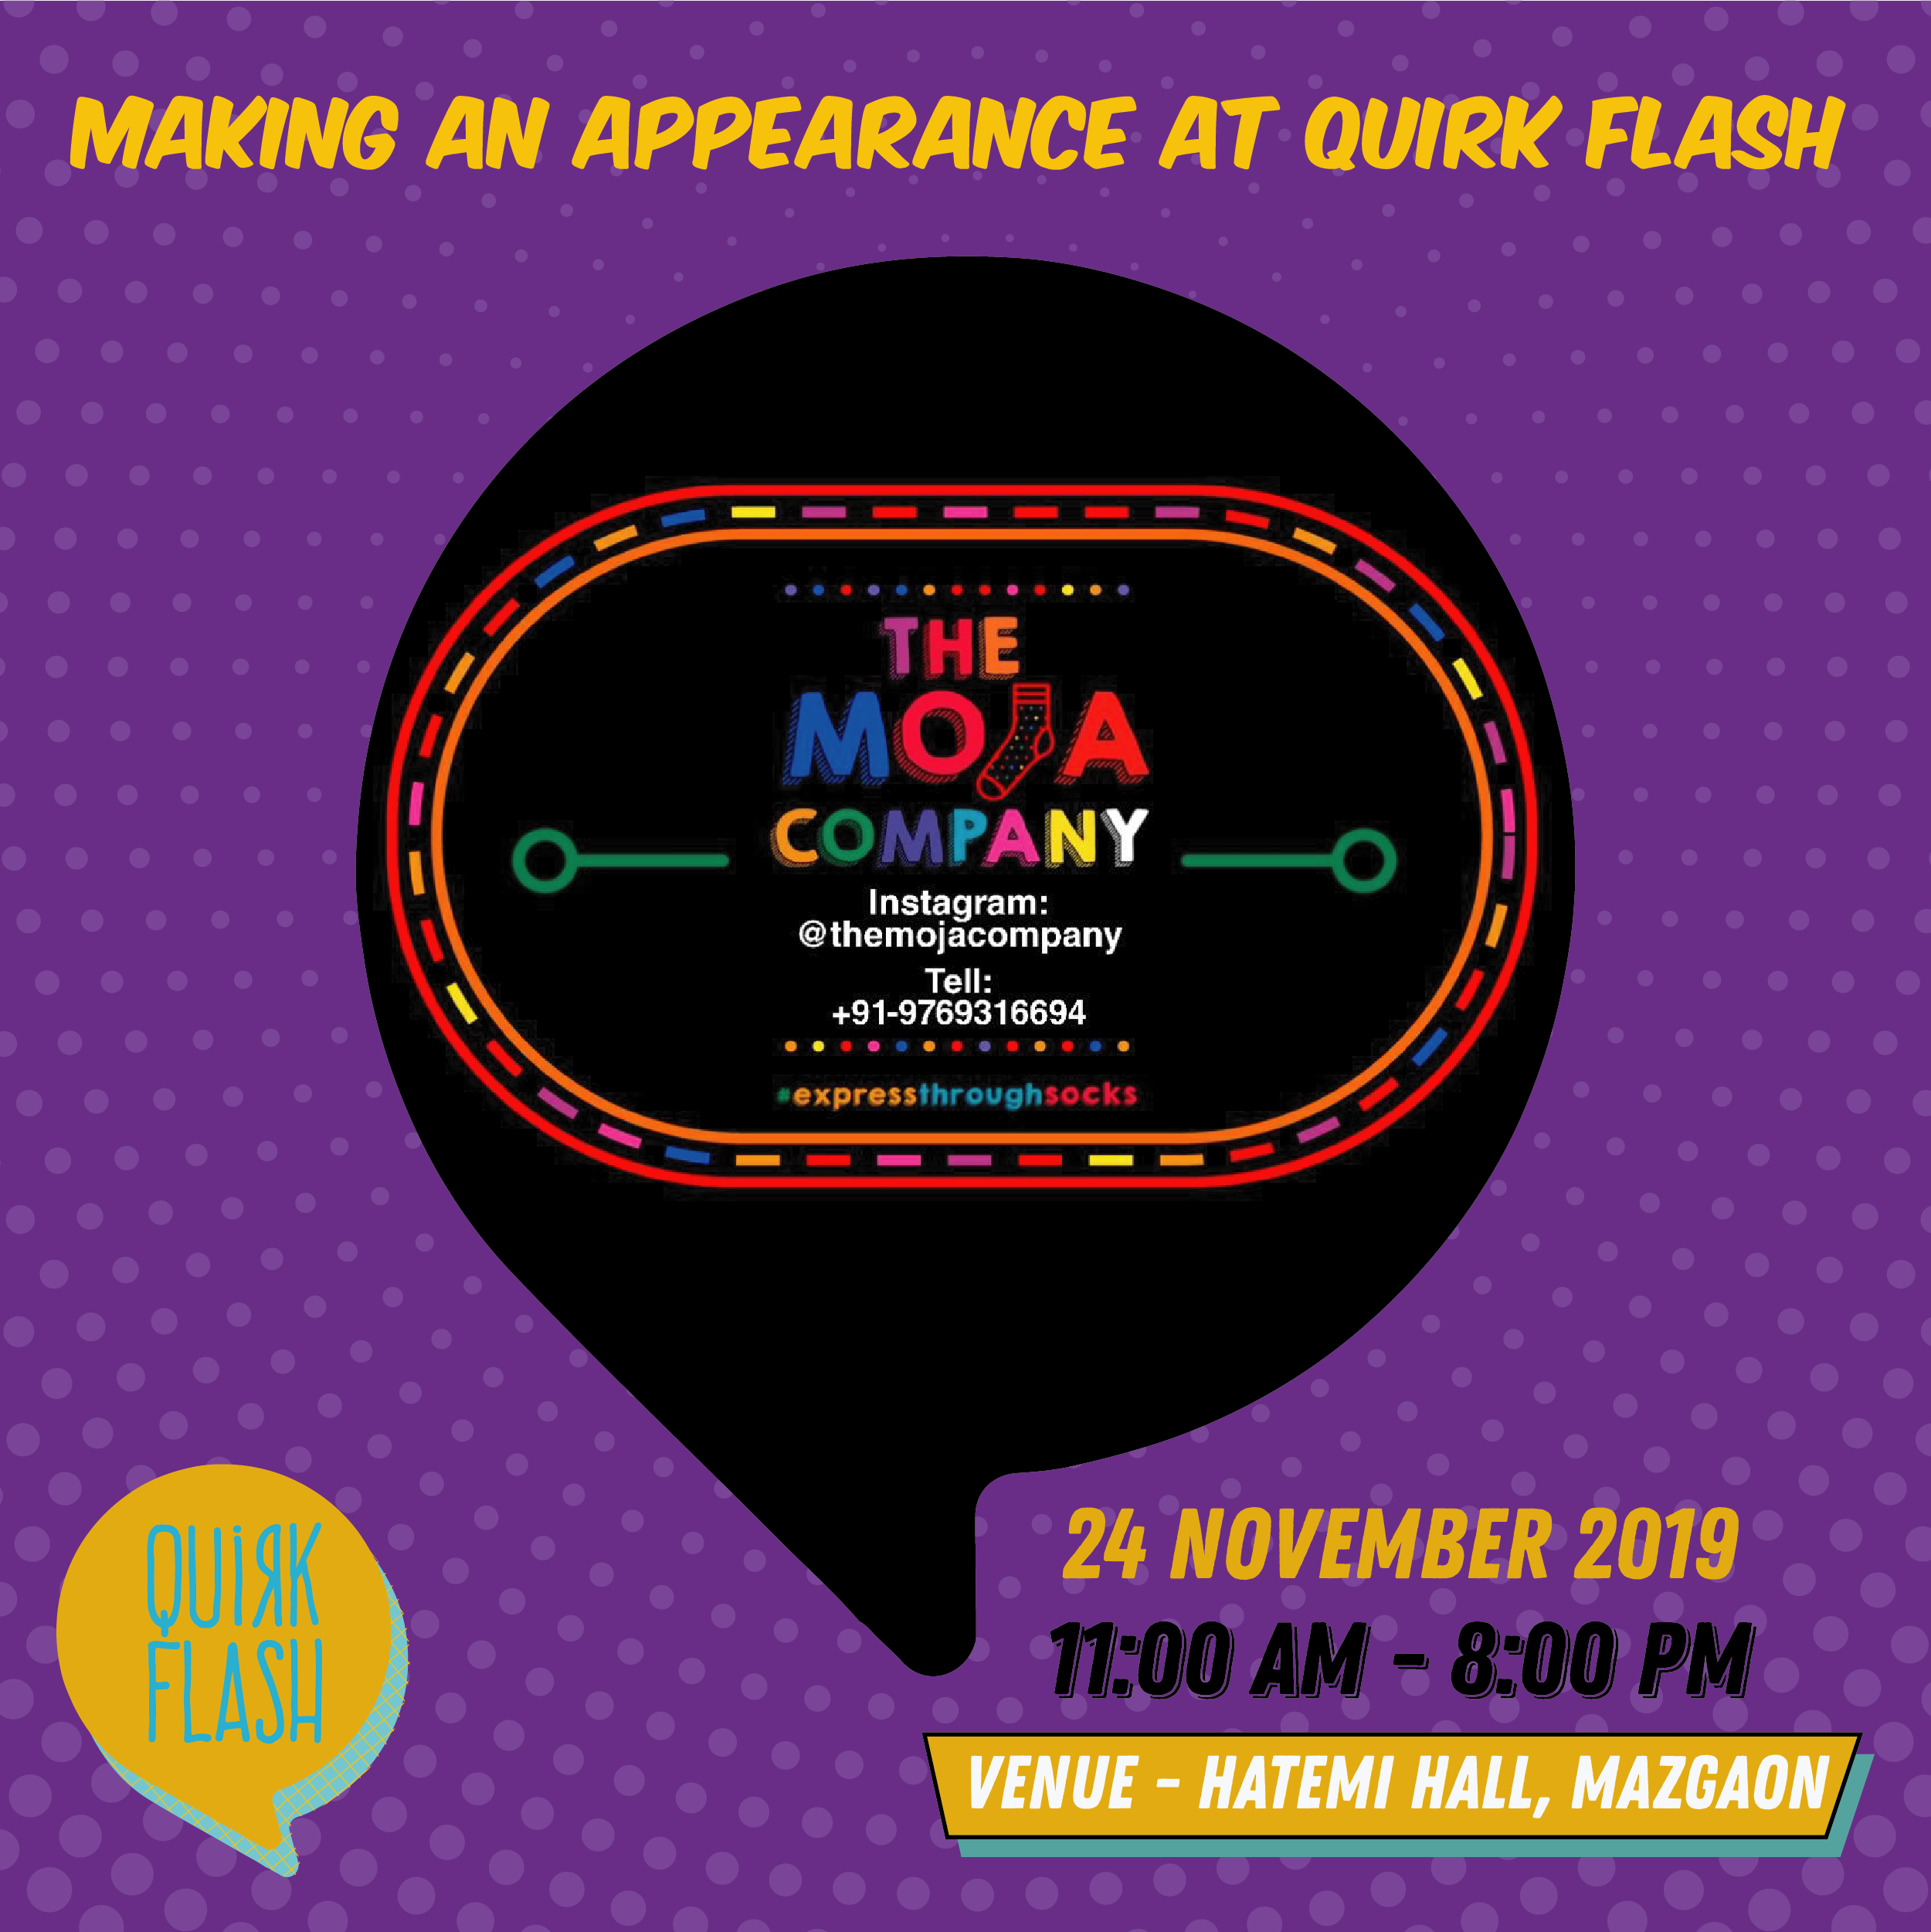 MAKING AN APPEARANCE AT QUIRK FLASH
THE
MOJA
COMPANY
Instagram:
@themojacompany
Tell:
+91-9769316694
#expressthroughsocks
QUIRK
FLASH
24 NOVEMBER 2019
11:00 AM - 8:00 PM
VENUE - HATEMI HALL, MAZGAON